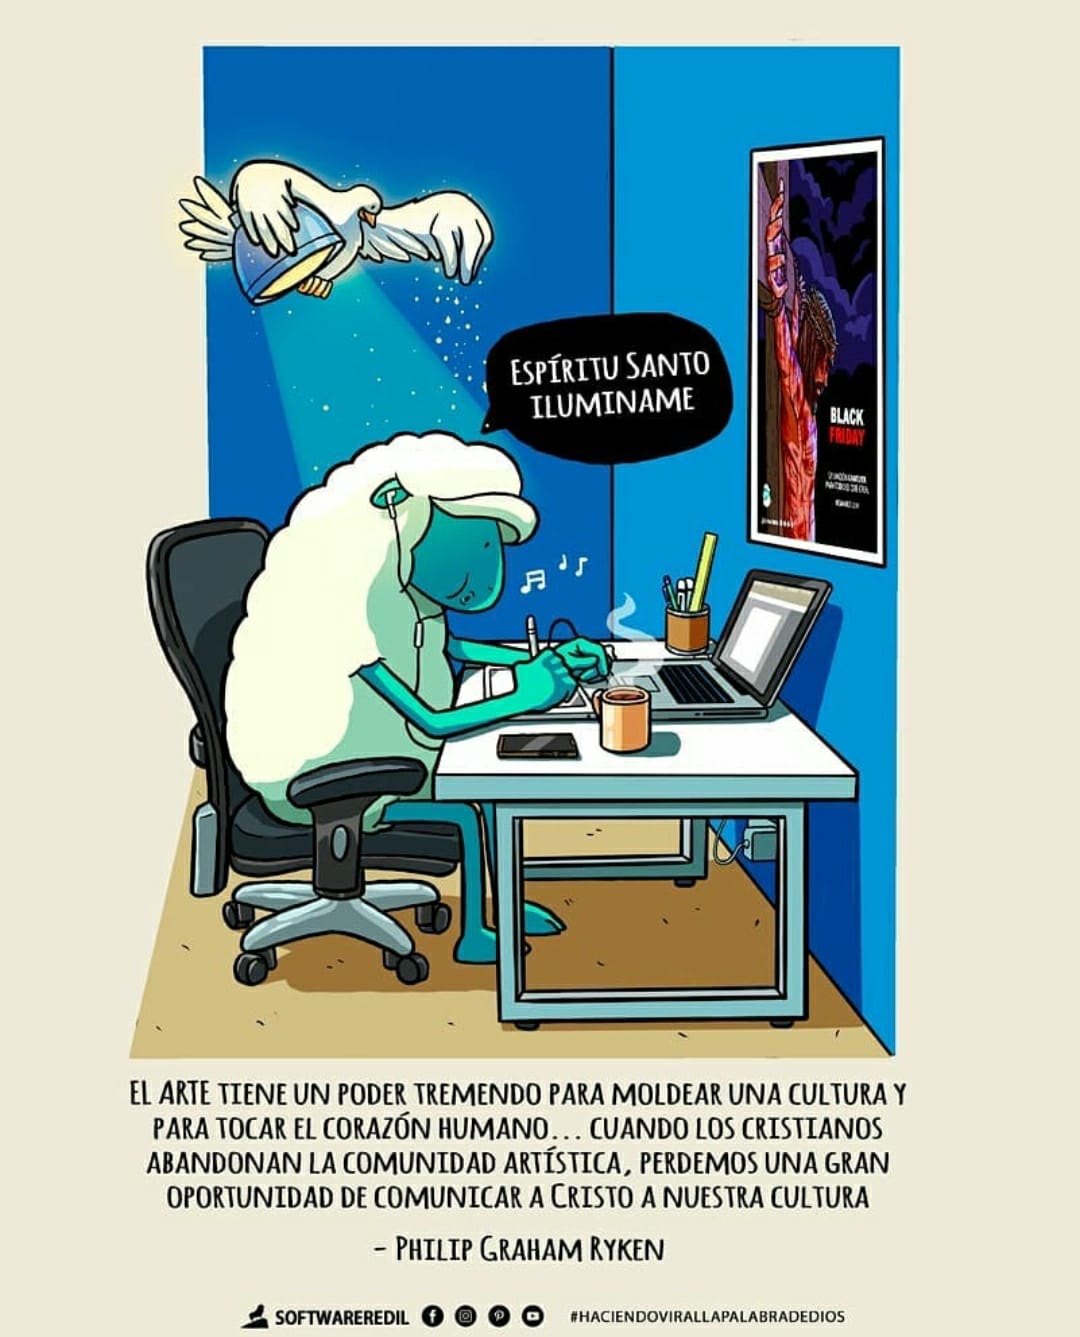 ESPÍRITU SANTO
ILUMINAME
BLACK
FRIDAY
EL ARTE TIENE UN PODER TREMENDO PARA MOLDEAR UNA CULTURA Y
PARA TOCAR EL CORAZÓN HUMANO... CUANDO LOS CRISTIANOS
ABANDONAN LA COMUNIDAD ARTÍSTICA, PERDEMOS UNA GRAN
OPORTUNIDAD DE COMUNICAR A CRISTO A NUESTRA CULTURA
- PHILIP GRAHAM RYKEN
SOFTWAREREDIL #HACIENDOVIRALLAPALABRADEDIOS